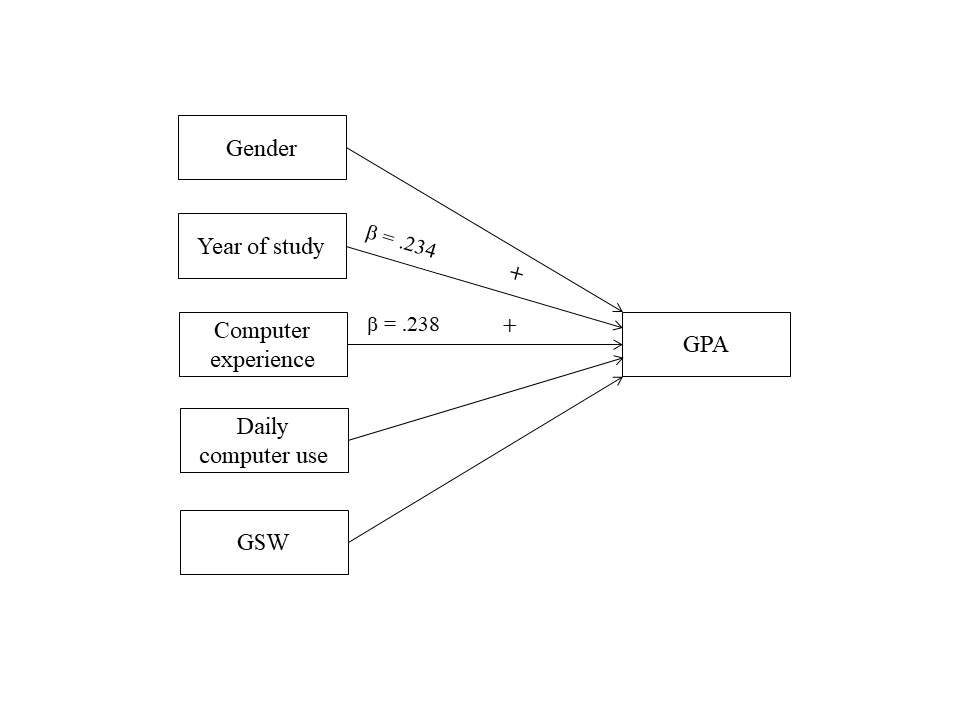 Gender
Year of study
β = .234
+
Computer
experience
β = .238 +
GPA
Daily
computer use
GSW